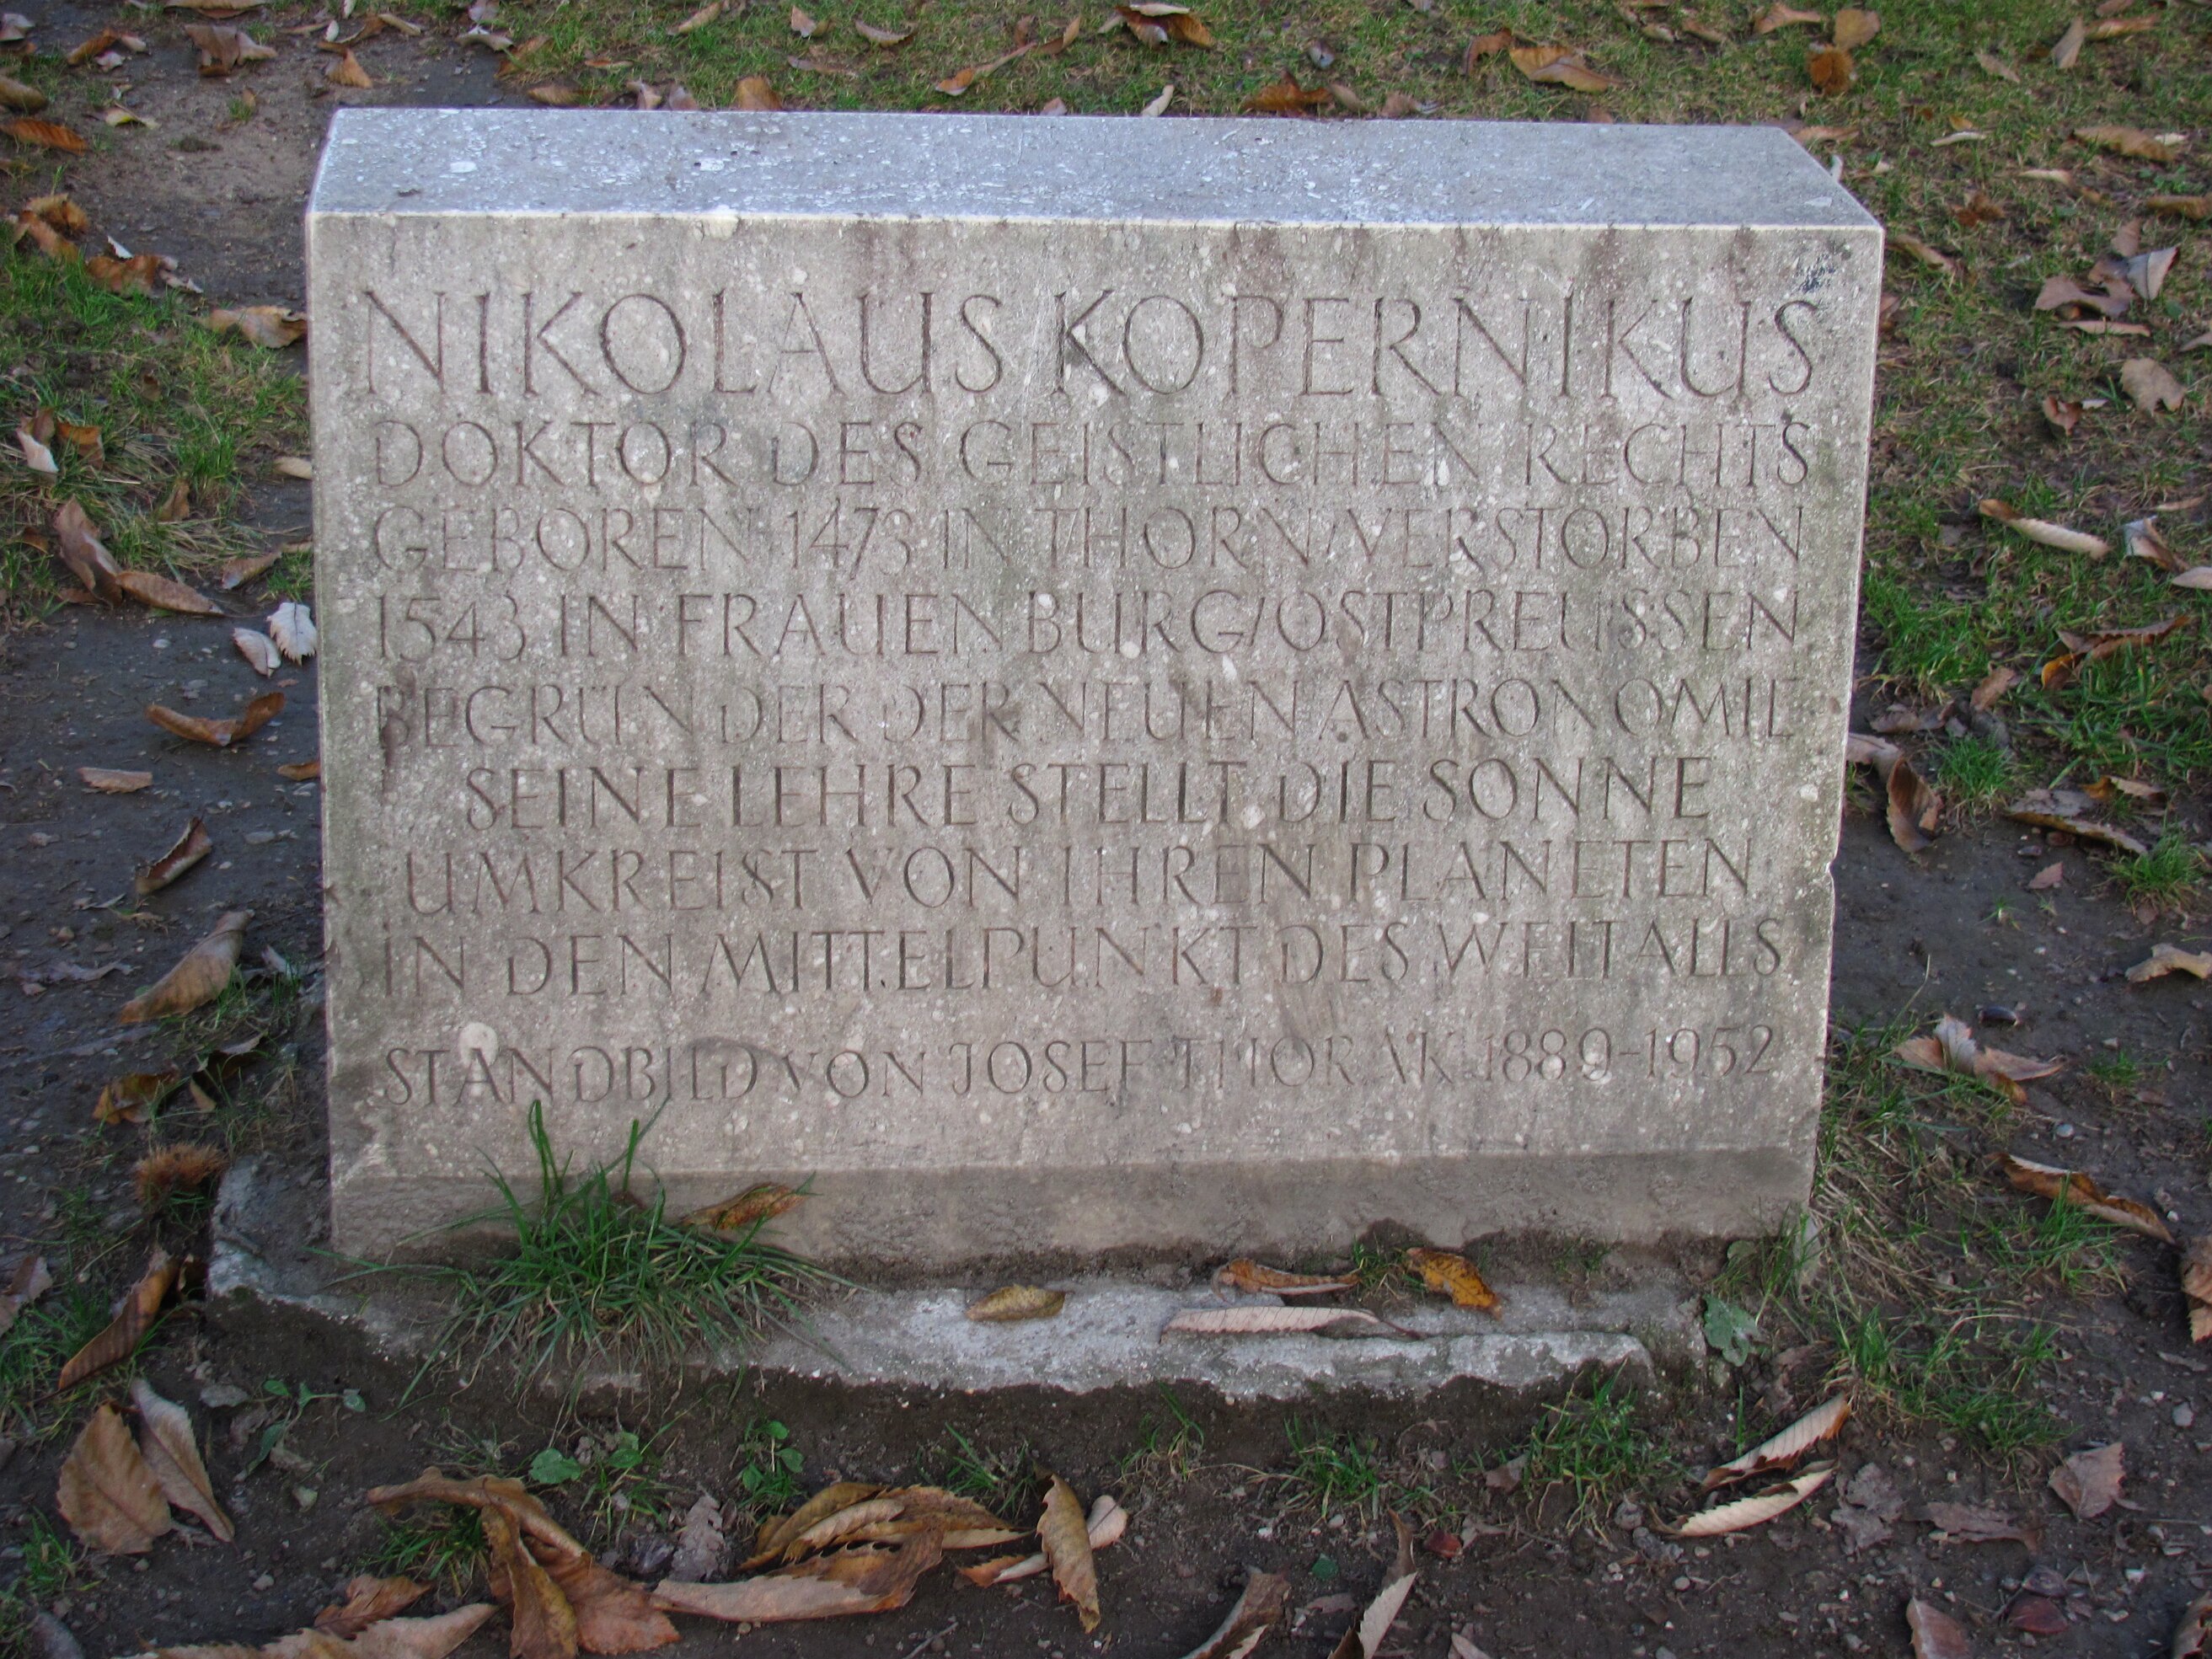 NIKOLAUS KOPERNIKUS
DOKTOR DES GEISTLICHEN RECHTS
GEBOREN 1473 IN THORN/VERSTORBEN
1543 IN FRAUENBURG/OSTPREUSSEN
BEGRÜNDER DER NEUEN ASTRONOMIE
SEINE LEHRE STELLT DIE SONNE
UMKREIST VON IHREN PLANETEN
IN DEN MITTELPUNKT DES WELTALLS
STANDBILD VON JOSEF THORAK 1889-1952